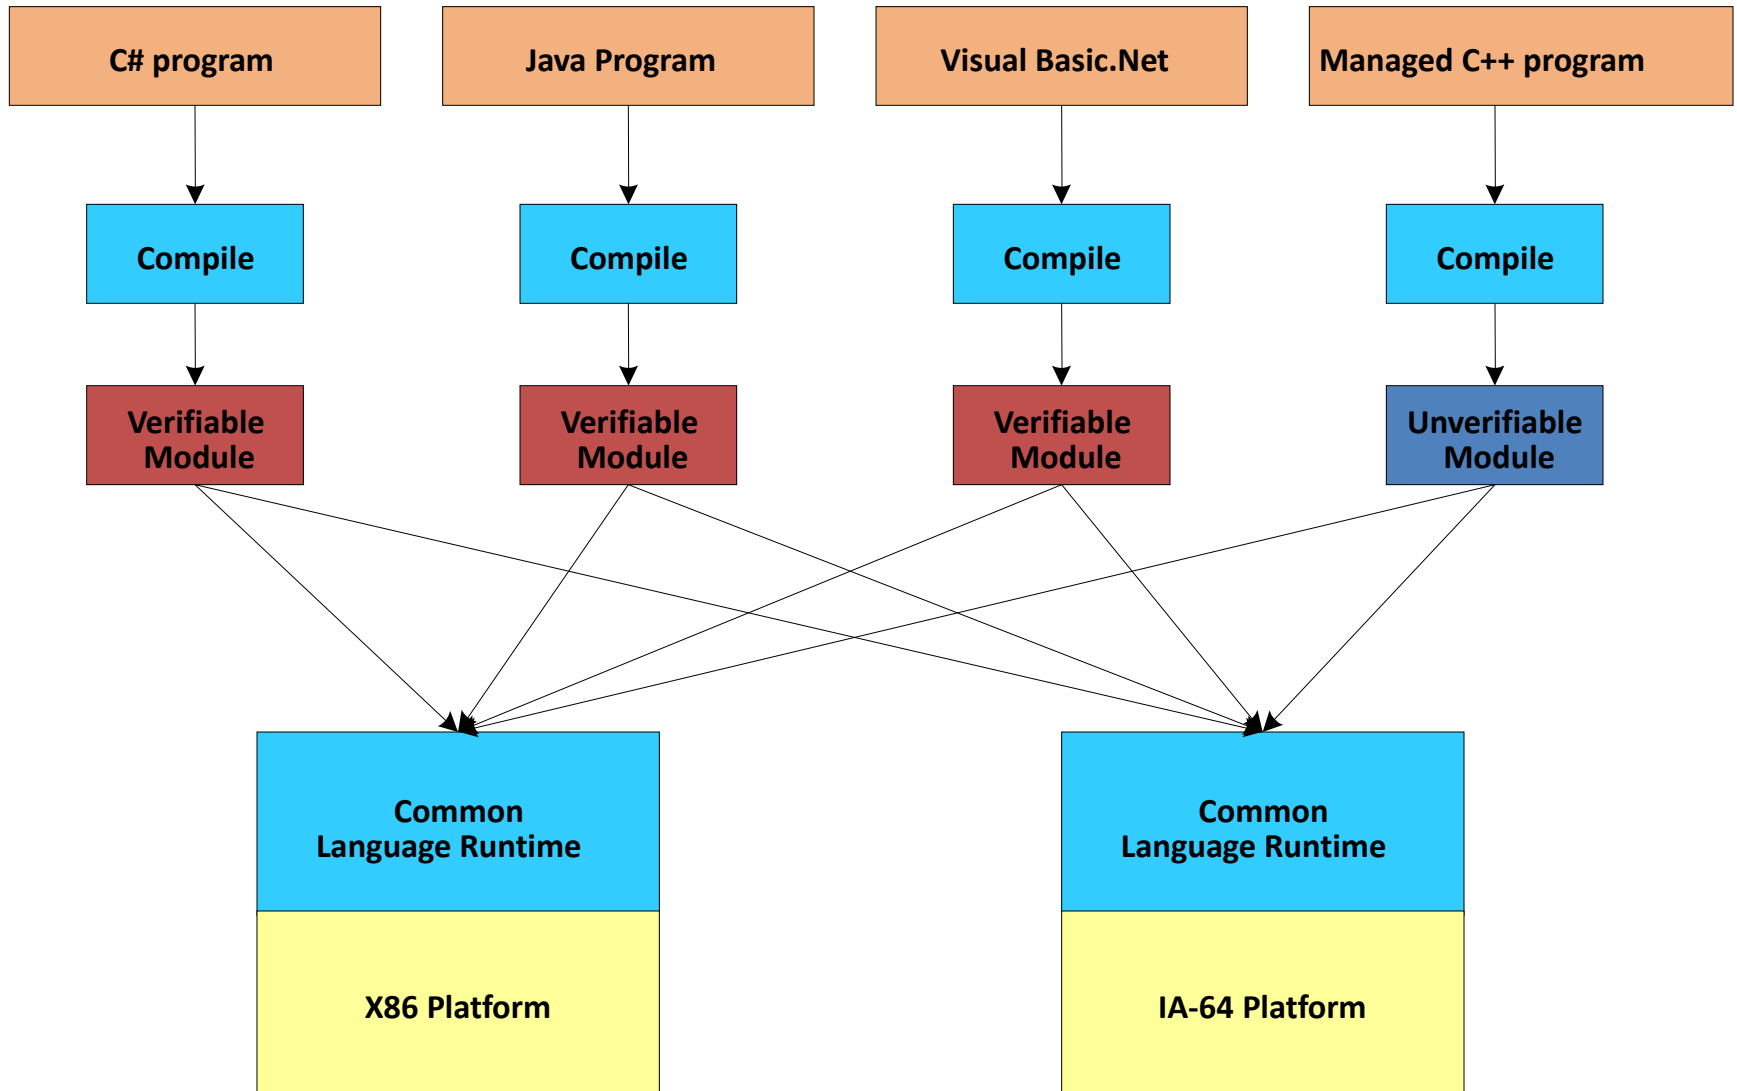 C# program
Java Program
Visual Basic.Net
Managed C++ program
Compile
Compile
Compile
Compile
Verifiable
Module
Verifiable
Module
Verifiable
Module
Unverifiable
Module
Common
Language Runtime
Common
Language Runtime
X86 Platform
IA-64 Platform